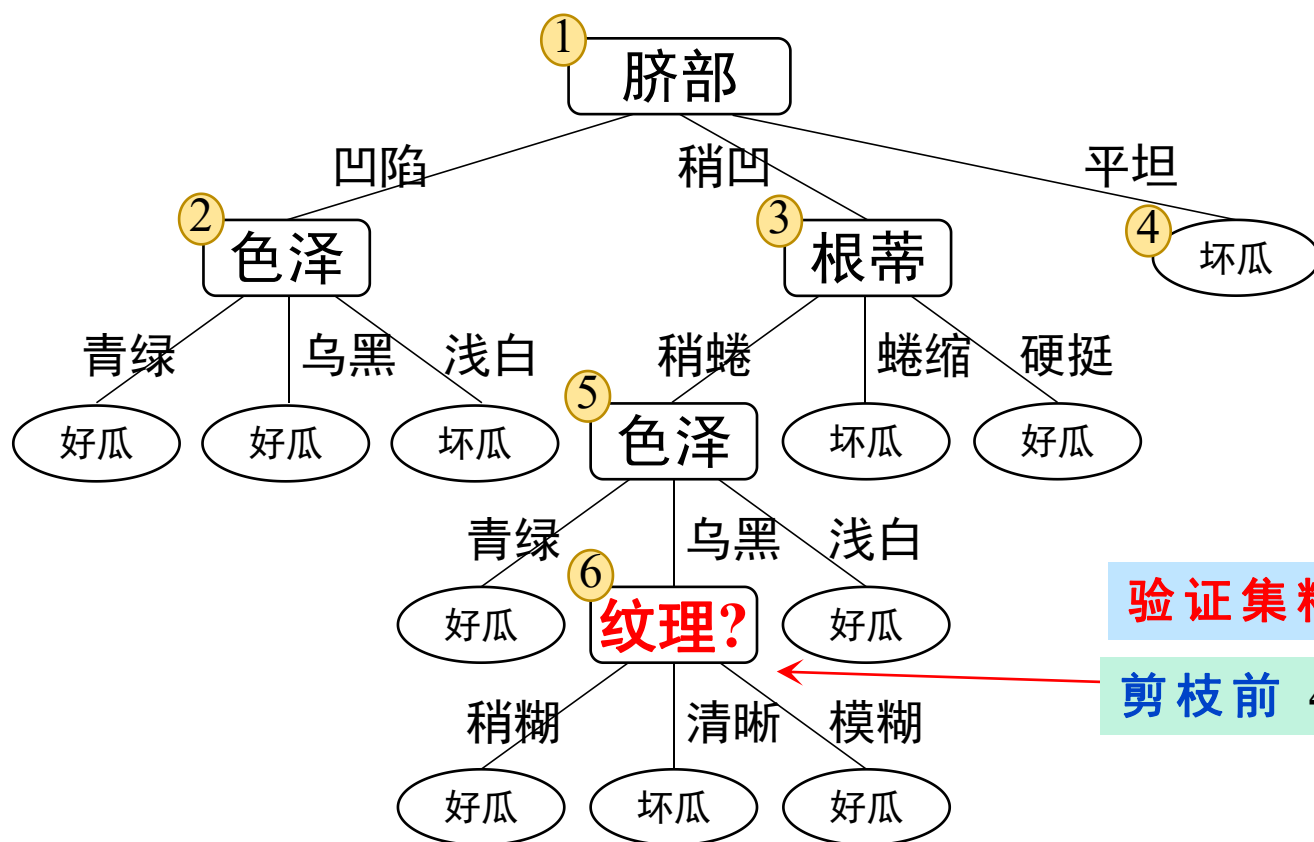 1
脐部
凹陷
稍凹
平坦
2
色泽
3
根蒂
4
坏瓜
青绿
乌黑
浅白
稍蜷
蜷缩
硬挺
好瓜
好瓜
坏瓜
5
色泽
坏瓜
好瓜
青绿
乌黑
浅白
好瓜
6
纹理?
好瓜
验证集
剪枝前
稍糊
清晰
模糊
好瓜
坏瓜
好瓜